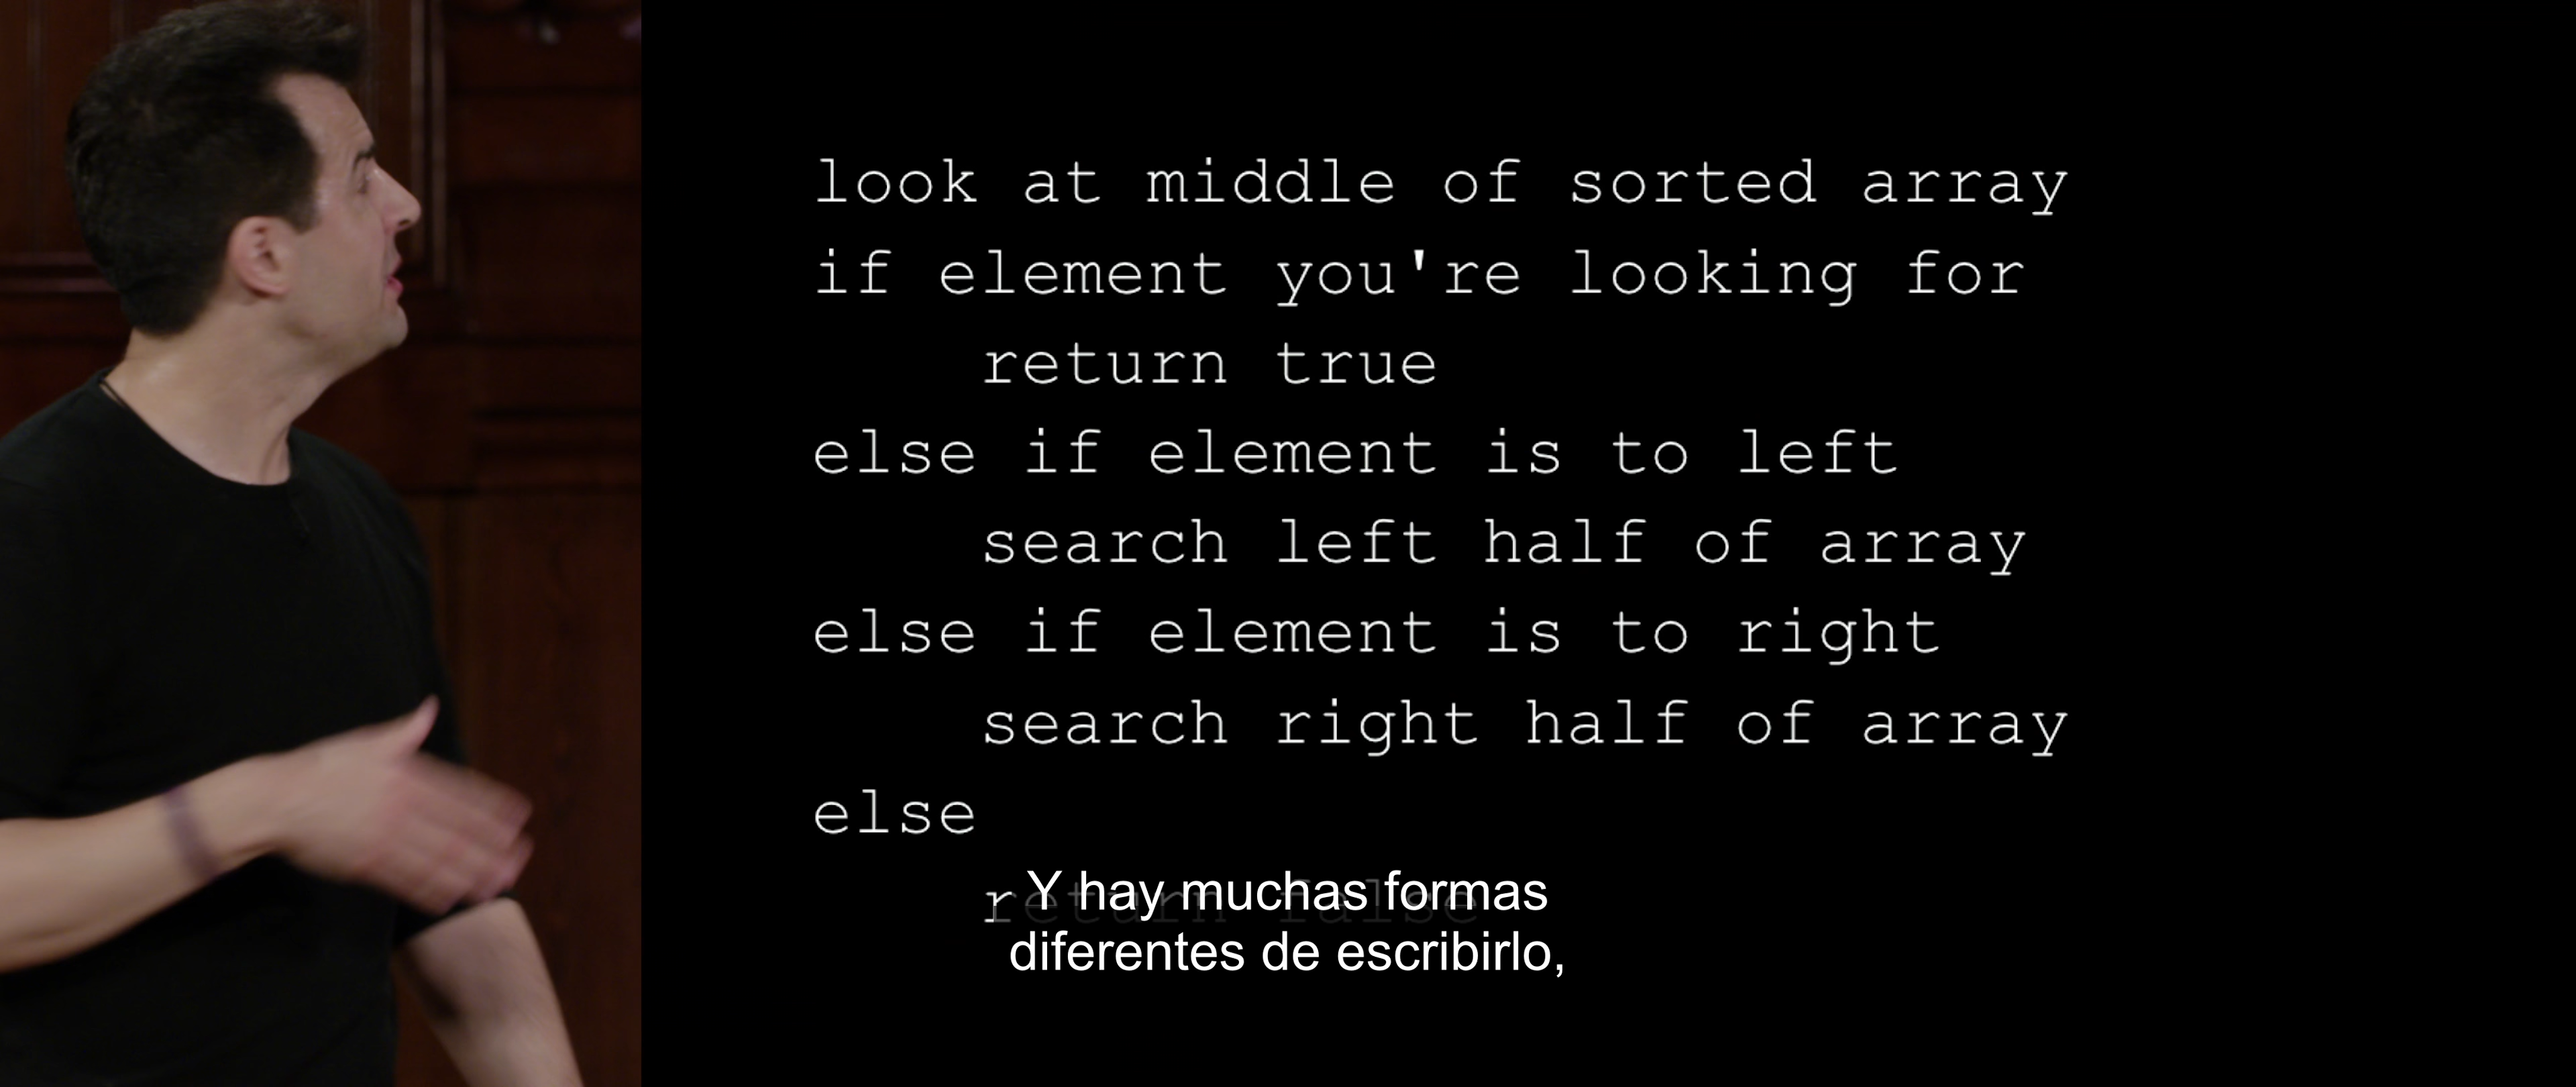 look at middle of sorted array
if element you're looking for
return true
else if element is to left
search left half of array
else if element is to right
search right half of array
else
return false
Y hay muchas formas
diferentes de escribirlo,